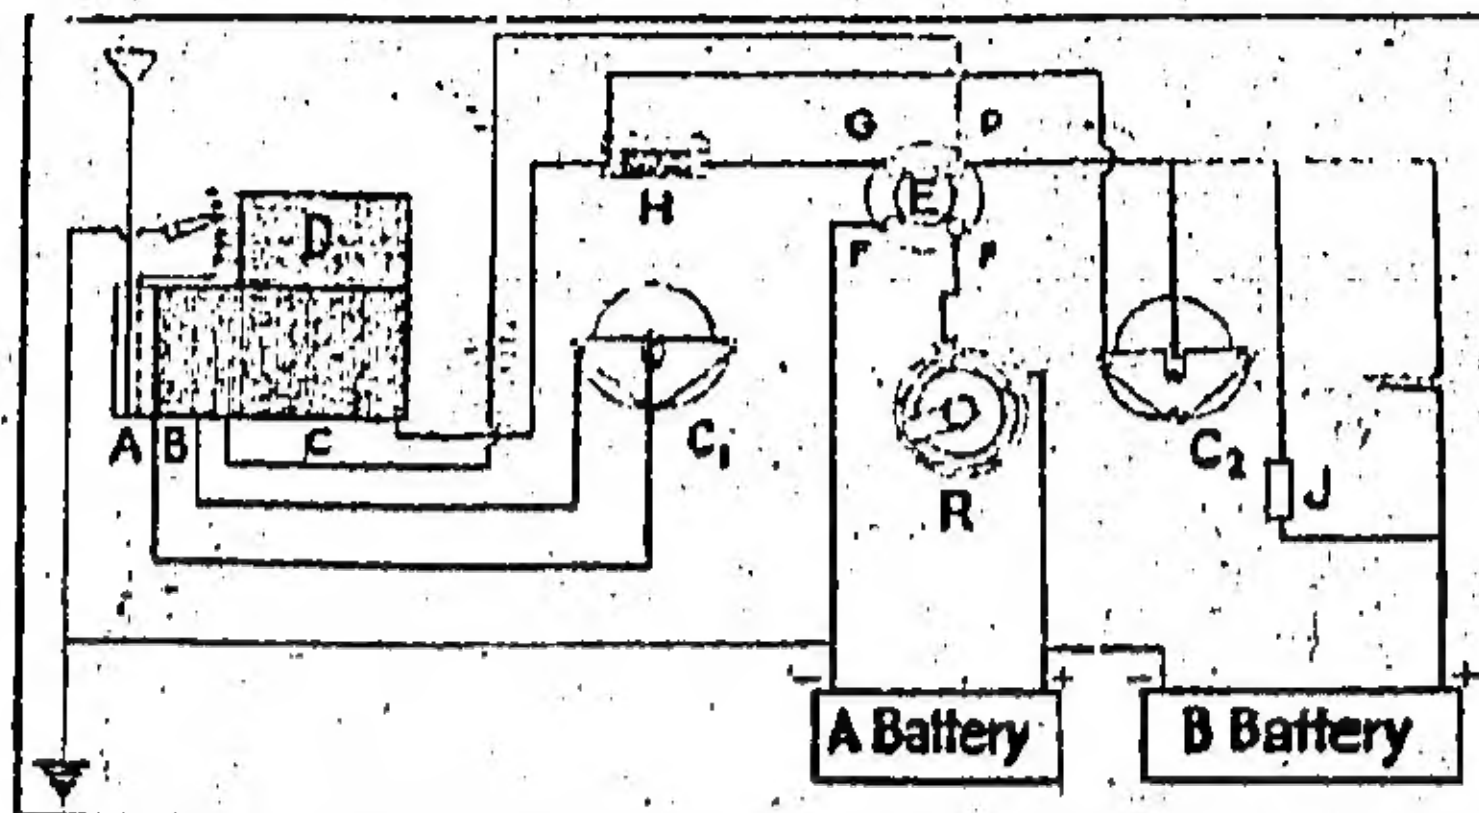 G P
D
H
E
F F
A B C
C₁
R
C₂
J
− + − +
A Battery
B Battery